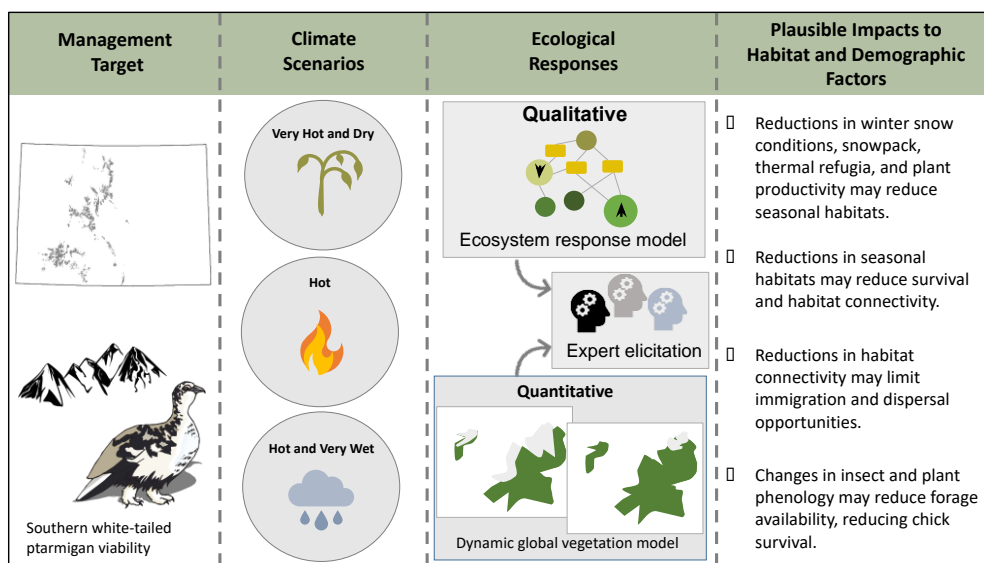 Management
Target
Climate
Scenarios
Ecological
Responses
Plausible Impacts to
Habitat and Demographic
Factors
Southern white-tailed
ptarmigan viability
Very Hot and Dry
Hot
Hot and Very Wet
Qualitative
Ecosystem response model
Expert elicitation
Quantitative
Dynamic global vegetation model
Reductions in winter snow
conditions, snowpack,
thermal refugia, and plant
productivity may reduce
seasonal habitats.
Reductions in seasonal
habitats may reduce survival
and habitat connectivity.
Reductions in habitat
connectivity may limit
immigration and dispersal
opportunities.
Changes in insect and plant
phenology may reduce forage
availability, reducing chick
survival.